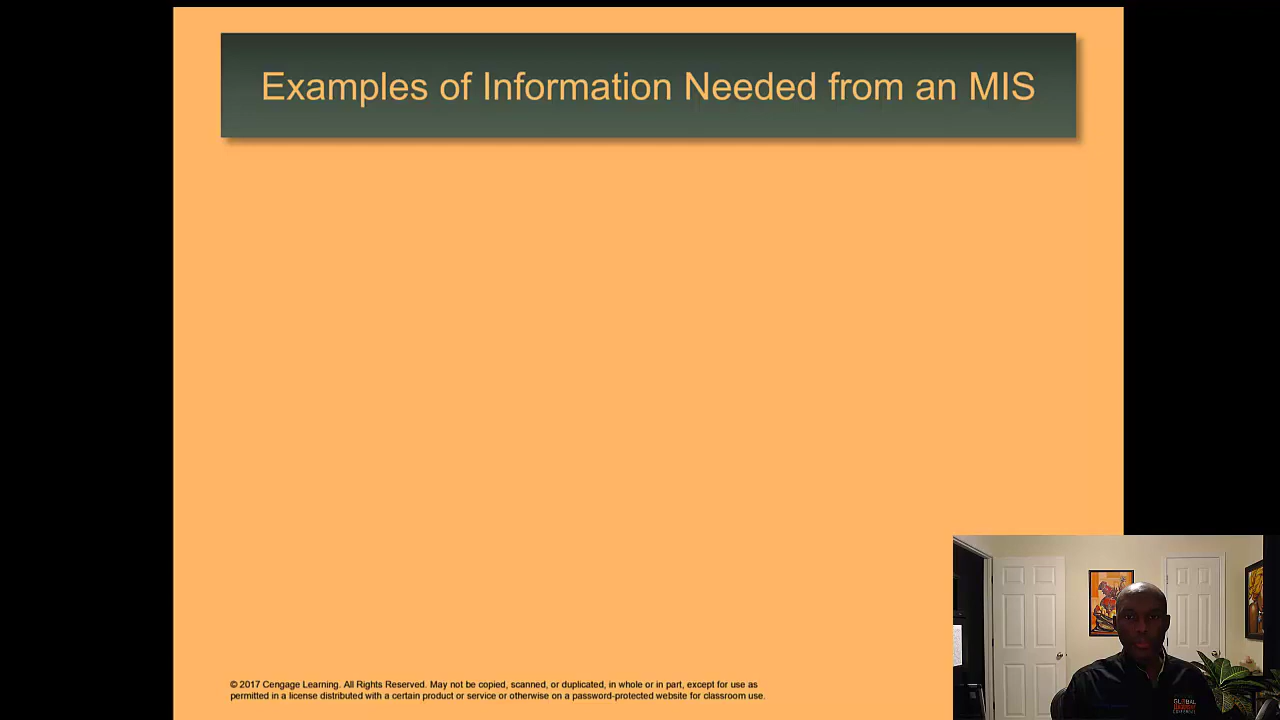 Examples of Information Needed from an MIS
© 2017 Cengage Learning. All Rights Reserved. May not be copied, scanned, or duplicated, in whole or in part, except for use as
permitted in a license distributed with a certain product or service or otherwise on a password-protected website for classroom use.
GLOBAL